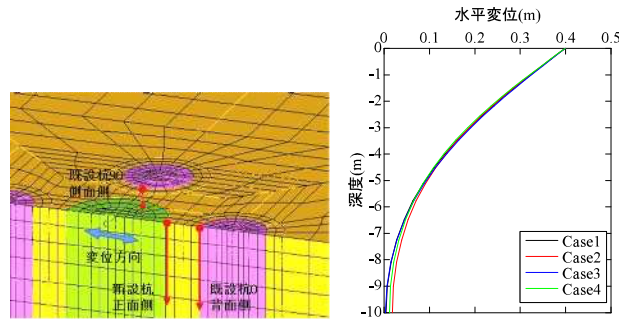 水平変位(m)
0 0.1 0.2 0.3 0.4 0.5
0
-1
-2
-3
-4
-5
-6
-7
-8
-9
-10
深度(m)
Case1
Case2
Case3
Case4
既設杭90
側面側
変位方向
新設杭
正面側
既設杭0
背面側